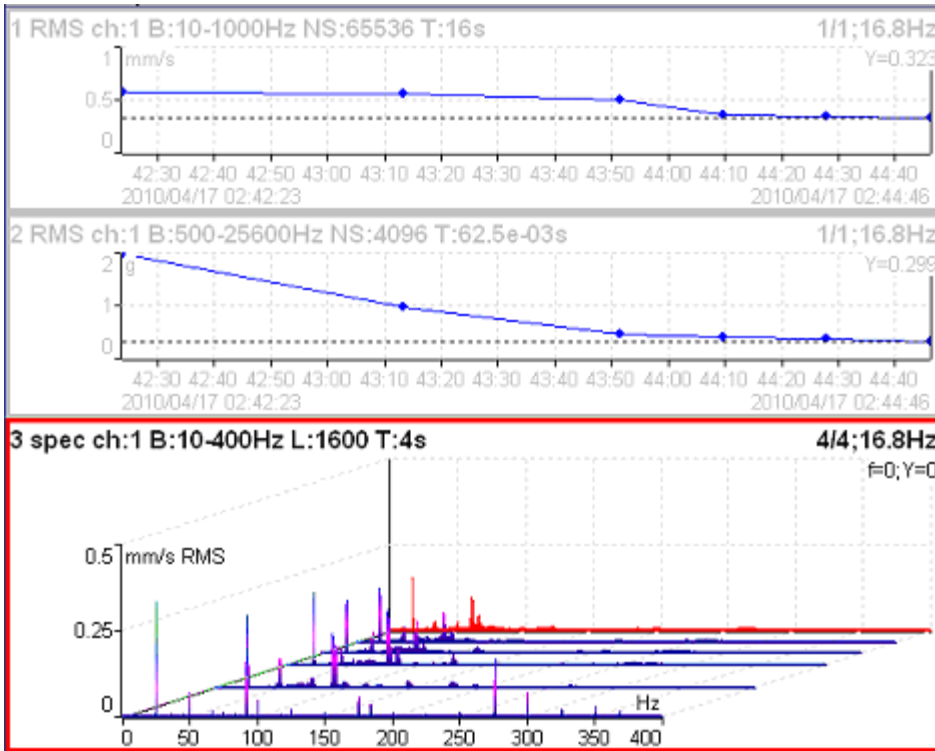 1 RMS ch:1 B:10-1000Hz NS:65536 T:16s 1/1;16.8Hz
1 mm/s Y=0.323
0.5
0
42:30 42:40 42:50 43:00 43:10 43:20 43:30 43:40 43:50 44:00 44:10 44:20 44:30 44:40
2010/04/17 02:42:23 2010/04/17 02:44:46
2 RMS ch:1 B:500-25600Hz NS:4096 T:62.5e-03s 1/1;16.8Hz
2 g Y=0.299
1
0
42:30 42:40 42:50 43:00 43:10 43:20 43:30 43:40 43:50 44:00 44:10 44:20 44:30 44:40
2010/04/17 02:42:23 2010/04/17 02:44:46
3 spec ch:1 B:10-400Hz L:1600 T:4s 4/4;16.8Hz
f=0;Y=0
0.5 mm/s RMS
0.25
0 Hz
0 50 100 150 200 250 300 350 400